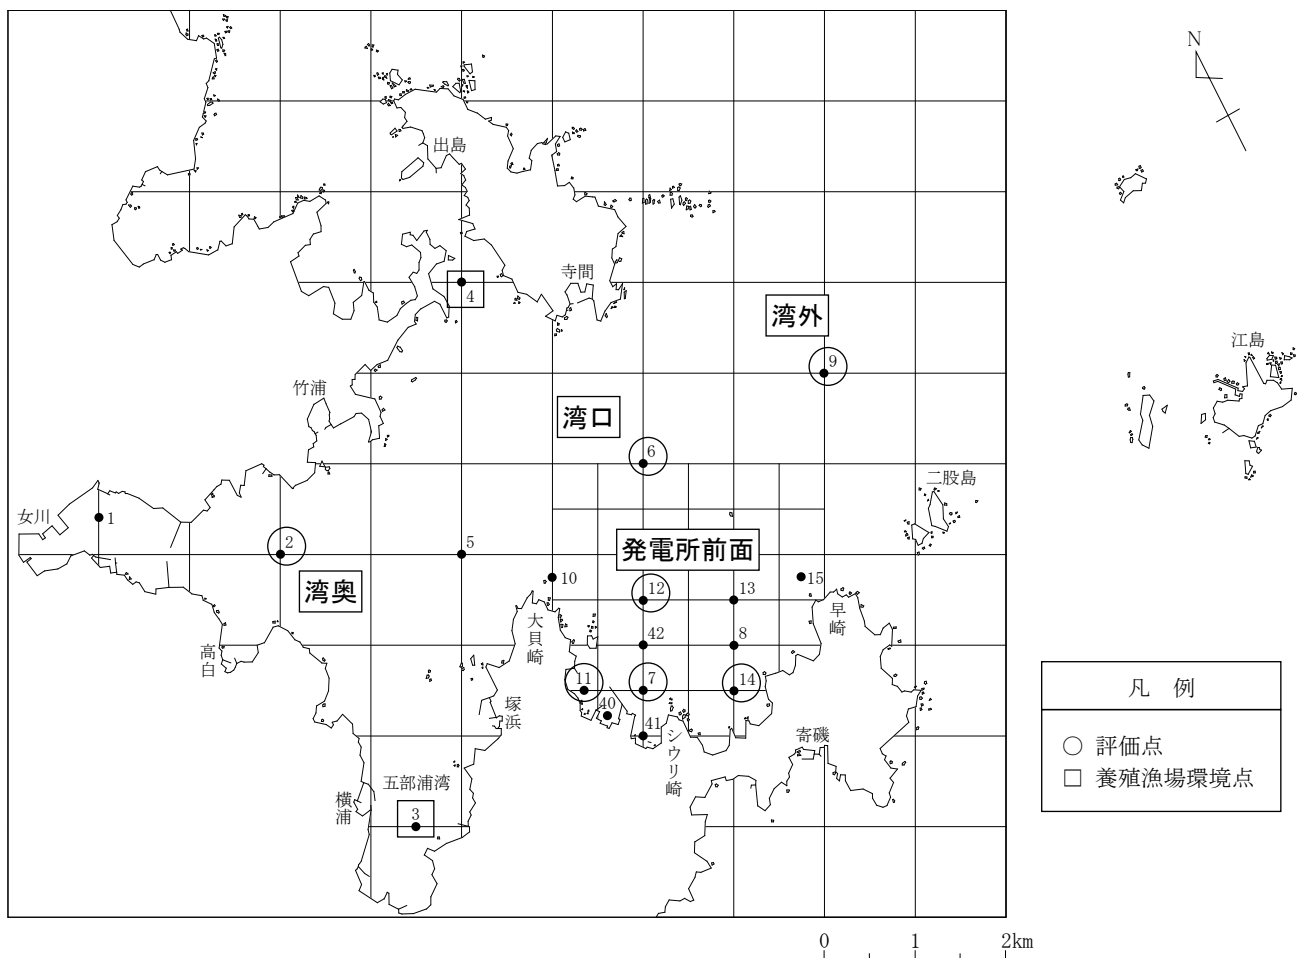 N
出島
4
寺間
湾外
9
江島
竹浦
湾口
6
二股島
女川
1
2
5
発電所前面
湾奥
10
12
13
15
大貝崎
早崎
高白
42
8
11
7
14
40
塚浜
41
シウリ崎
寄磯
凡 例
○ 評価点
□ 養殖漁場環境点
五部浦湾
横浦
3
0 1 2km